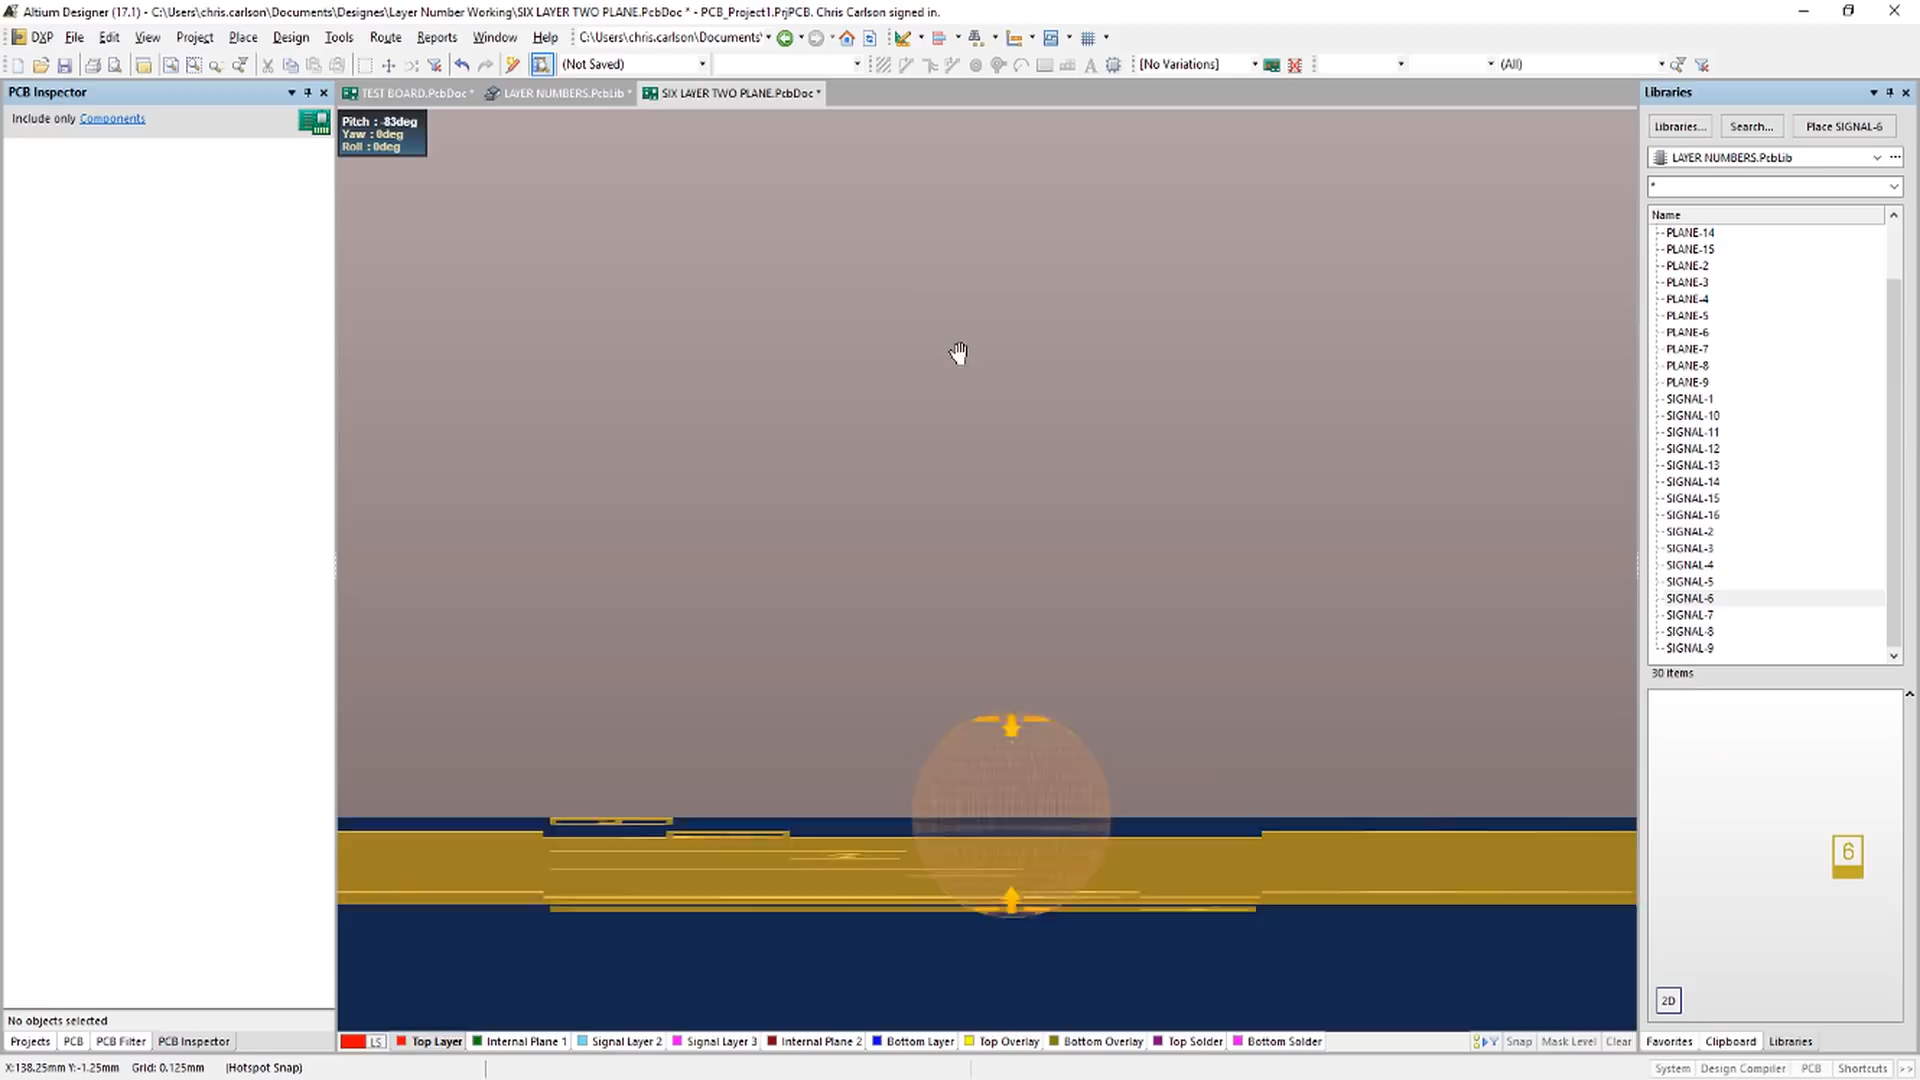 Altium Designer (17.1) - C:\Users\chris.carlson\Documents\Designes\Layer Number Working\SIX LAYER TWO PLANE.PcbDoc * - PCB_Project1.PrjPCB. Chris Carlson signed in.
DXP File Edit View Project Place Design Tools Route Reports Window Help C:\Users\chris.carlson\Documents'
(Not Saved) [No Variations] (All)
PCB Inspector TEST BOARD.PcbDoc * LAYER NUMBERS.PcbLib * SIX LAYER TWO PLANE.PcbDoc * Libraries
Include only Components
Pitch : -83deg
Yaw : 0deg
Roll : 0deg
Libraries... Search... Place SIGNAL-6
LAYER NUMBERS.PcbLib ...
*
Name
PLANE-14
PLANE-15
PLANE-2
PLANE-3
PLANE-4
PLANE-5
PLANE-6
PLANE-7
PLANE-8
PLANE-9
SIGNAL-1
SIGNAL-10
SIGNAL-11
SIGNAL-12
SIGNAL-13
SIGNAL-14
SIGNAL-15
SIGNAL-16
SIGNAL-2
SIGNAL-3
SIGNAL-4
SIGNAL-5
SIGNAL-6
SIGNAL-7
SIGNAL-8
SIGNAL-9
30 items
6
2D
No objects selected
Projects PCB PCB Filter PCB Inspector
LS Top Layer Internal Plane 1 Signal Layer 2 Signal Layer 3 Internal Plane 2 Bottom Layer Top Overlay Bottom Overlay Top Solder Bottom Solder
Snap Mask Level Clear
Favorites Clipboard Libraries
X:138.25mm Y:-1.25mm Grid: 0.125mm (Hotspot Snap)
System Design Compiler PCB Shortcuts >>